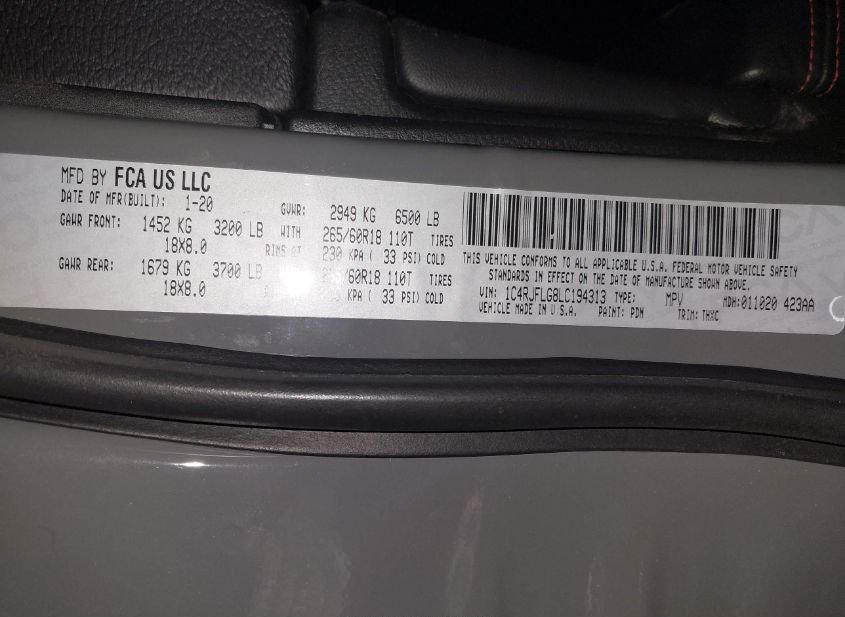 MFD BY FCA US LLC
DATE OF MFR(BUILT): 1-20 GVWR: 2949 KG 6500 LB
GAWR FRONT: 1452 KG 3200 LB WITH 265/60R18 110T TIRES
18X8.0 RIMS AT 230 KPA ( 33 PSI) COLD
GAWR REAR: 1679 KG 3700 LB /60R18 110T TIRES
18X8.0 KPA ( 33 PSI) COLD
THIS VEHICLE CONFORMS TO ALL APPLICABLE U.S.A. FEDERAL MOTOR VEHICLE SAFETY
STANDARDS IN EFFECT ON THE DATE OF MANUFACTURE SHOWN ABOVE.
VIN: 1C4RJFLG8LC194313 TYPE: MPV MDH:011020 423AA
VEHICLE MADE IN U.S.A. PAINT: PDN TRIM: THXC